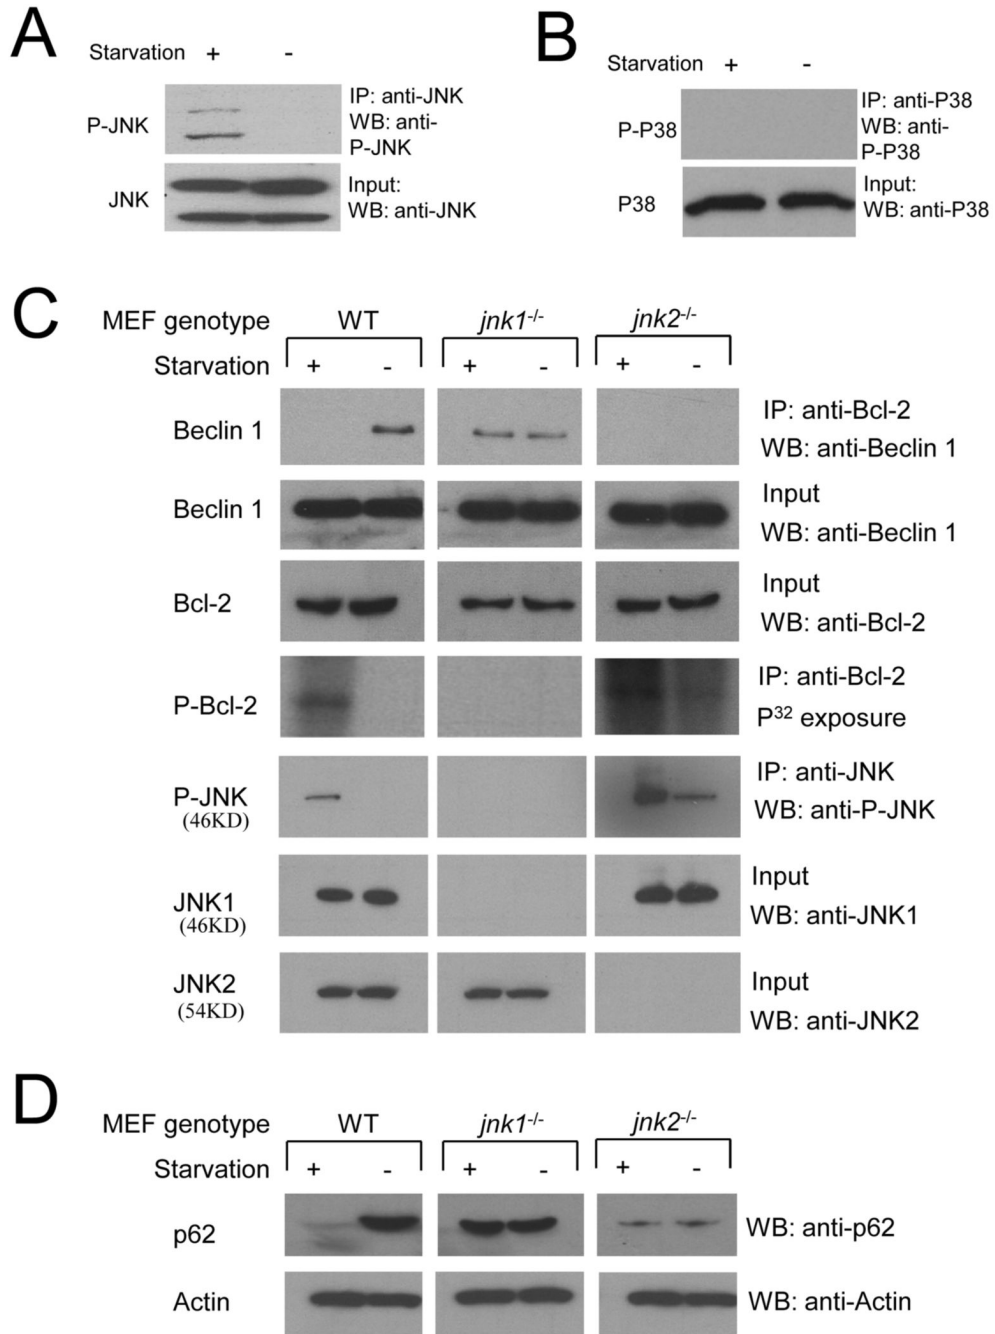 A
Starvation + -
P-JNK
IP: anti-JNK
WB: anti-
P-JNK
JNK
Input:
WB: anti-JNK
B
Starvation + -
P-P38
IP: anti-P38
WB: anti-
P-P38
P38
Input:
WB: anti-P38
C
MEF genotype WT jnk1-/- jnk2-/-
Starvation + - + - + -
Beclin 1
IP: anti-Bcl-2
WB: anti-Beclin 1
Beclin 1
Input
WB: anti-Beclin 1
Bcl-2
Input
WB: anti-Bcl-2
P-Bcl-2
IP: anti-Bcl-2
P32 exposure
P-JNK
(46KD)
IP: anti-JNK
WB: anti-P-JNK
JNK1
(46KD)
Input
WB: anti-JNK1
JNK2
(54KD)
Input
WB: anti-JNK2
D
MEF genotype WT jnk1-/- jnk2-/-
Starvation + - + - + -
p62 WB: anti-p62
Actin WB: anti-Actin